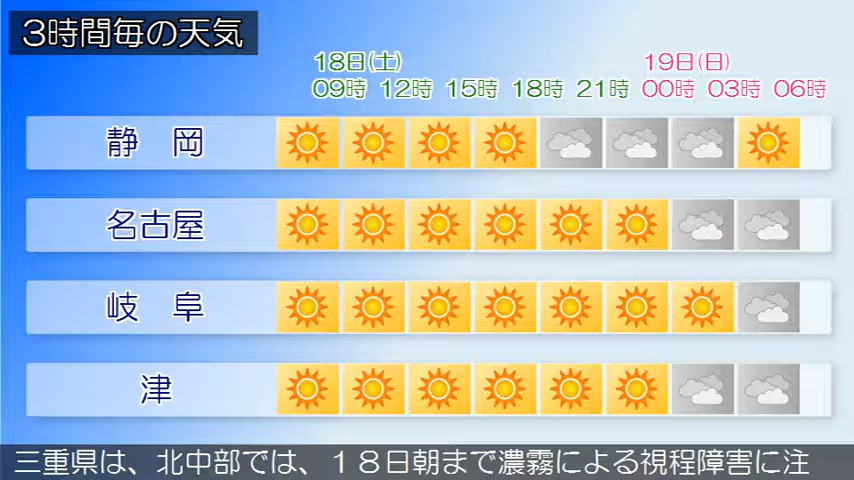 3時間毎の天気
18日(土) 19日(日)
09時 12時 15時 18時 21時 00時 03時 06時
静　岡
名古屋
岐　阜
津
三重県は、北中部では、１８日朝まで濃霧による視程障害に注